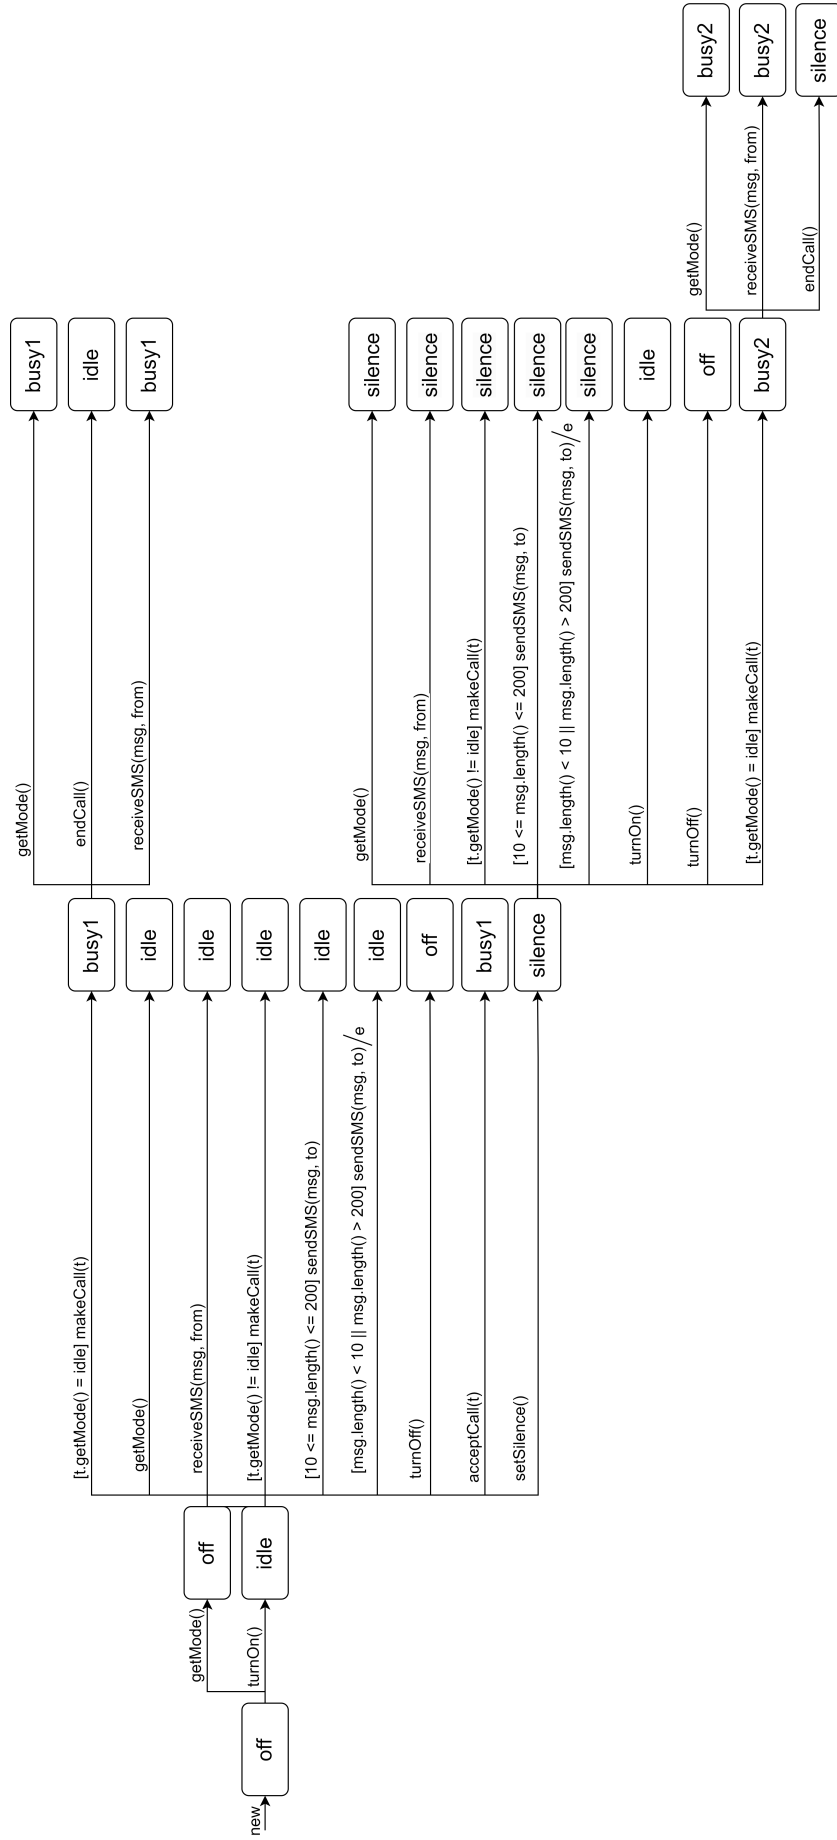 new
off
getMode()
turnOn()
off
idle
[t.getMode() = idle] makeCall(t)
getMode()
receiveSMS(msg, from)
[t.getMode() != idle] makeCall(t)
[10 <= msg.length() <= 200] sendSMS(msg, to)
[msg.length() < 10 || msg.length() > 200] sendSMS(msg, to)/e
turnOff()
acceptCall(t)
setSilence()
busy1
idle
idle
idle
idle
idle
off
busy1
silence
getMode()
endCall()
receiveSMS(msg, from)
busy1
idle
busy1
getMode()
receiveSMS(msg, from)
[t.getMode() != idle] makeCall(t)
[10 <= msg.length() <= 200] sendSMS(msg, to)
[msg.length() < 10 || msg.length() > 200] sendSMS(msg, to)/e
turnOn()
turnOff()
[t.getMode() = idle] makeCall(t)
silence
silence
silence
silence
silence
idle
off
busy2
getMode()
receiveSMS(msg, from)
endCall()
busy2
busy2
silence